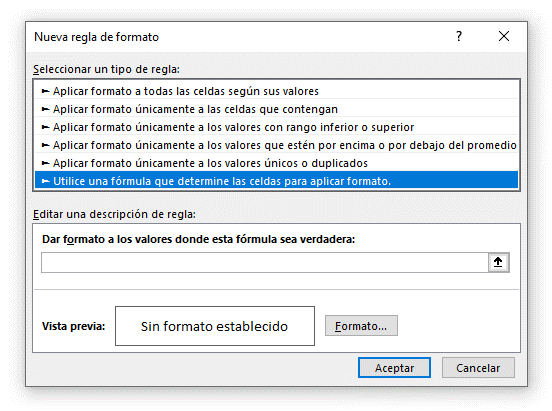 Nueva regla de formato
?
Seleccionar un tipo de regla:
► Aplicar formato a todas las celdas según sus valores
► Aplicar formato únicamente a las celdas que contengan
► Aplicar formato únicamente a los valores con rango inferior o superior
► Aplicar formato únicamente a los valores que estén por encima o por debajo del promedio
► Aplicar formato únicamente a los valores únicos o duplicados
► Utilice una fórmula que determine las celdas para aplicar formato.
Editar una descripción de regla:
Dar formato a los valores donde esta fórmula sea verdadera:
Vista previa:
Sin formato establecido
Formato...
Aceptar
Cancelar